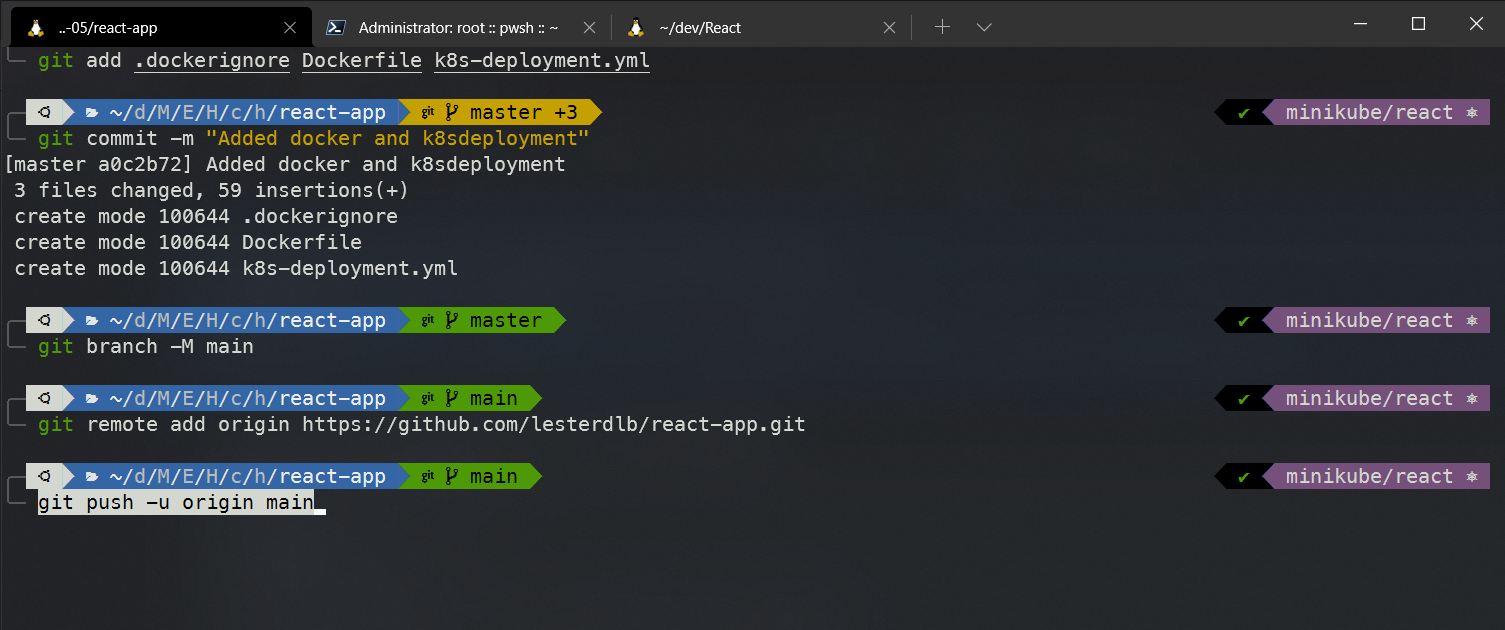 ..-05/react-app
Administrator: root :: pwsh :: ~
~/dev/React
git add .dockerignore Dockerfile k8s-deployment.yml
~/d/M/E/H/c/h/react-app git master +3 ✔ minikube/react
git commit -m "Added docker and k8sdeployment"
[master a0c2b72] Added docker and k8sdeployment
3 files changed, 59 insertions(+)
create mode 100644 .dockerignore
create mode 100644 Dockerfile
create mode 100644 k8s-deployment.yml
~/d/M/E/H/c/h/react-app git master ✔ minikube/react
git branch -M main
~/d/M/E/H/c/h/react-app git main ✔ minikube/react
git remote add origin https://github.com/lesterdlb/react-app.git
~/d/M/E/H/c/h/react-app git main ✔ minikube/react
git push -u origin main